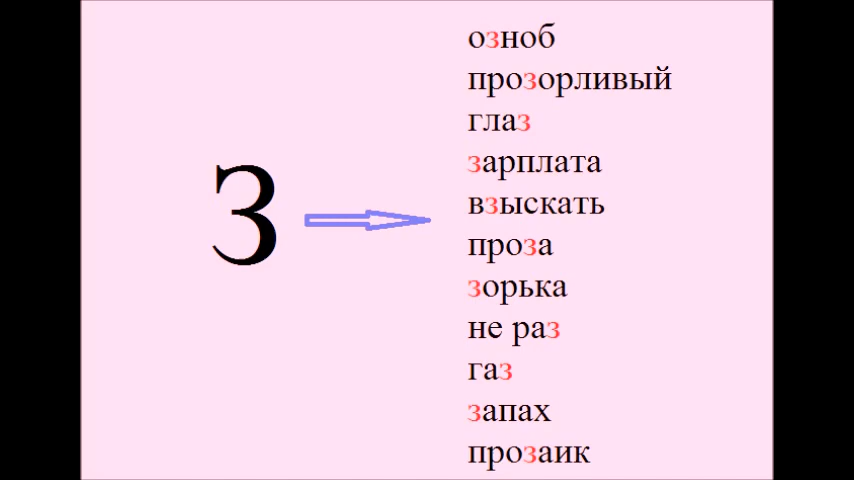 З
озноб
прозорливый
глаз
зарплата
взыскать
проза
зорька
не раз
газ
запах
прозаик